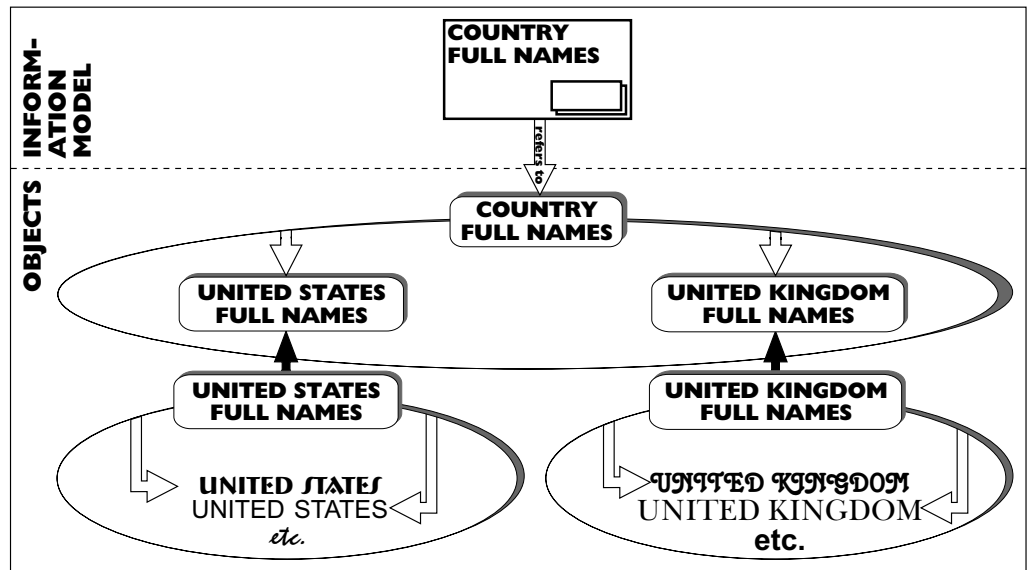 INFORM-
ATION
MODEL
COUNTRY
FULL NAMES
refers to
OBJECTS
COUNTRY
FULL NAMES
UNITED STATES
FULL NAMES
UNITED KINGDOM
FULL NAMES
UNITED STATES
FULL NAMES
UNITED KINGDOM
FULL NAMES
UNITED STATES
UNITED STATES
etc.
UNITED KINGDOM
UNITED KINGDOM
etc.